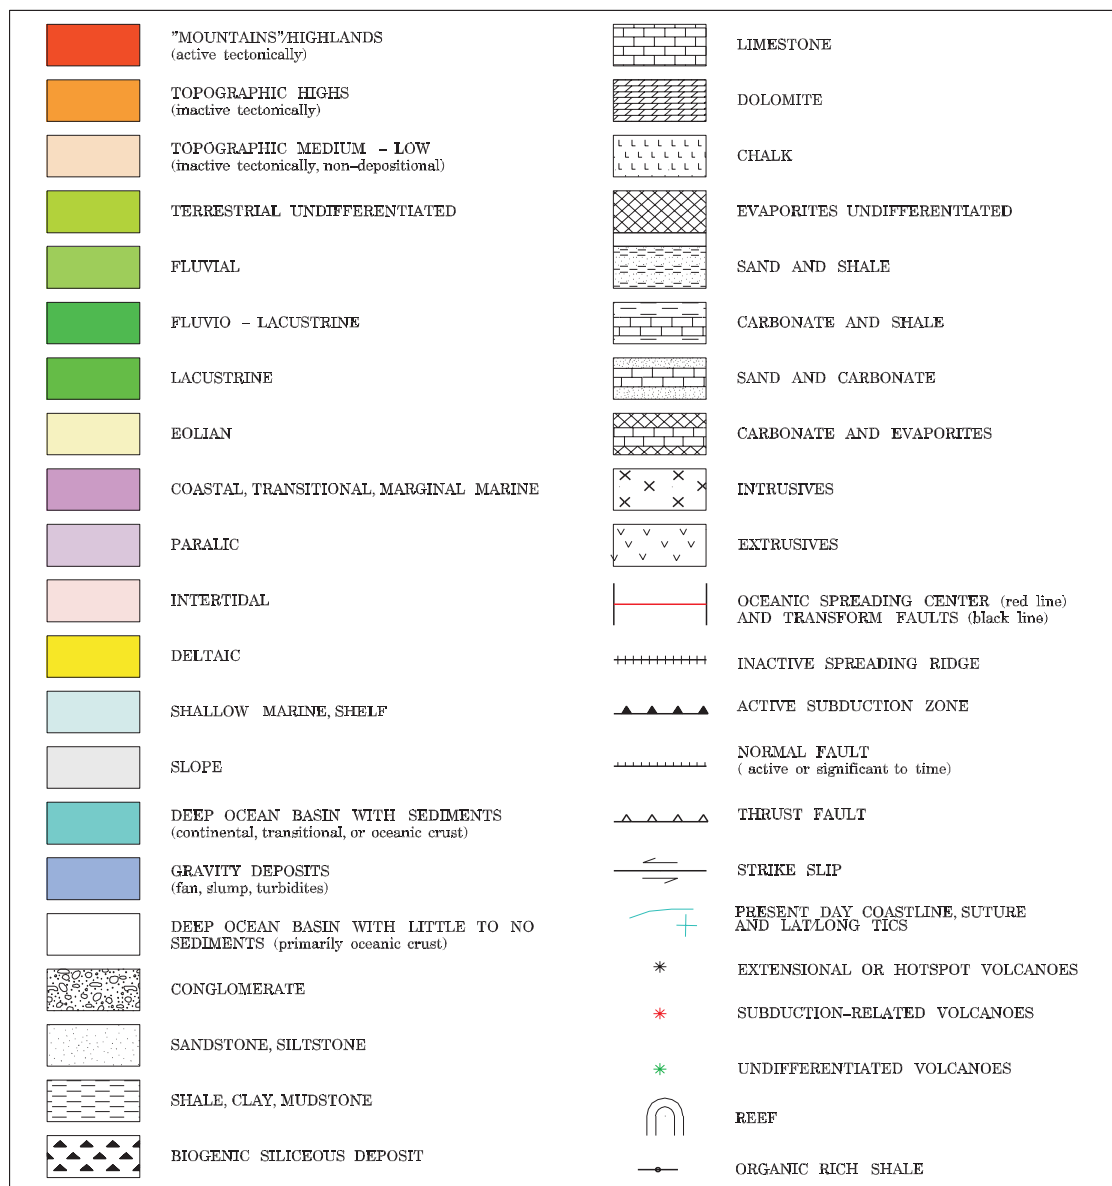 "MOUNTAINS"/HIGHLANDS
(active tectonically)
TOPOGRAPHIC HIGHS
(inactive tectonically)
TOPOGRAPHIC MEDIUM – LOW
(inactive tectonically, non–depositional)
TERRESTRIAL UNDIFFERENTIATED
FLUVIAL
FLUVIO – LACUSTRINE
LACUSTRINE
EOLIAN
COASTAL, TRANSITIONAL, MARGINAL MARINE
PARALIC
INTERTIDAL
DELTAIC
SHALLOW MARINE, SHELF
SLOPE
DEEP OCEAN BASIN WITH SEDIMENTS
(continental, transitional, or oceanic crust)
GRAVITY DEPOSITS
(fan, slump, turbidites)
DEEP OCEAN BASIN WITH LITTLE TO NO
SEDIMENTS (primarily oceanic crust)
CONGLOMERATE
SANDSTONE, SILTSTONE
SHALE, CLAY, MUDSTONE
BIOGENIC SILICEOUS DEPOSIT
LIMESTONE
DOLOMITE
CHALK
EVAPORITES UNDIFFERENTIATED
SAND AND SHALE
CARBONATE AND SHALE
SAND AND CARBONATE
CARBONATE AND EVAPORITES
INTRUSIVES
EXTRUSIVES
OCEANIC SPREADING CENTER (red line)
AND TRANSFORM FAULTS (black line)
INACTIVE SPREADING RIDGE
ACTIVE SUBDUCTION ZONE
NORMAL FAULT
( active or significant to time)
THRUST FAULT
STRIKE SLIP
PRESENT DAY COASTLINE, SUTURE
AND LAT/LONG TICS
EXTENSIONAL OR HOTSPOT VOLCANOES
SUBDUCTION–RELATED VOLCANOES
UNDIFFERENTIATED VOLCANOES
REEF
ORGANIC RICH SHALE